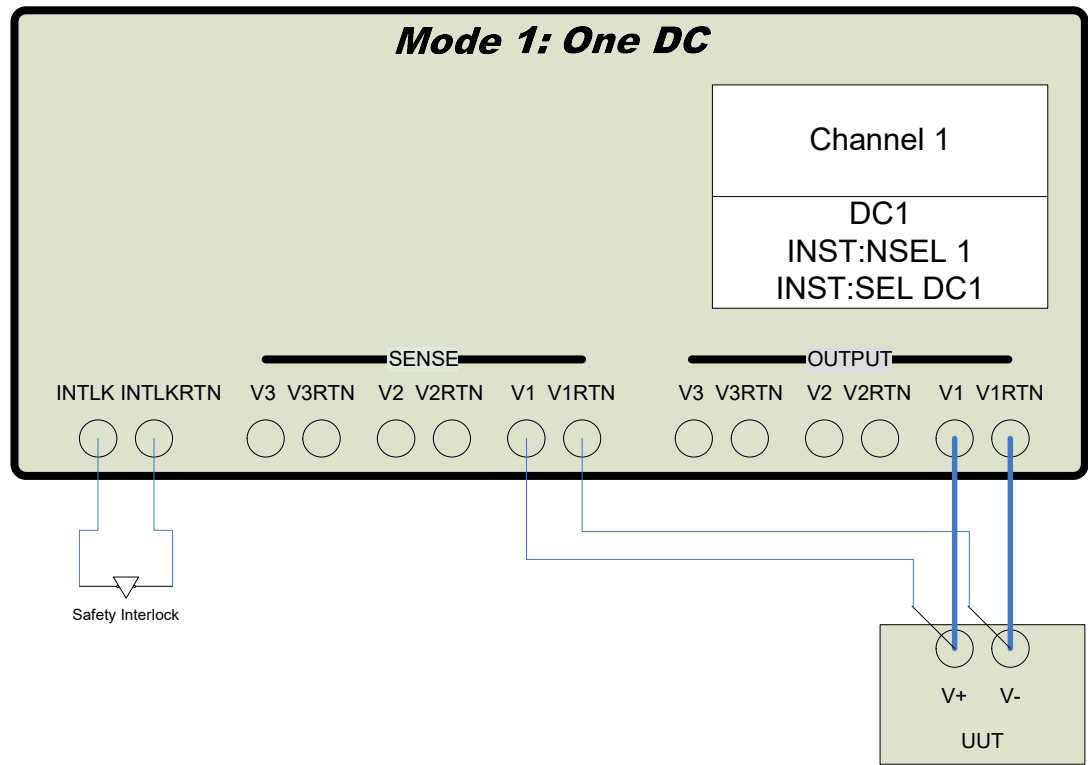 Mode 1: One DC
Channel 1
DC1
INST:NSEL 1
INST:SEL DC1
SENSE
OUTPUT
INTLK INTLKRTN V3 V3RTN V2 V2RTN V1 V1RTN V3 V3RTN V2 V2RTN V1 V1RTN
Safety Interlock
V+ V-
UUT